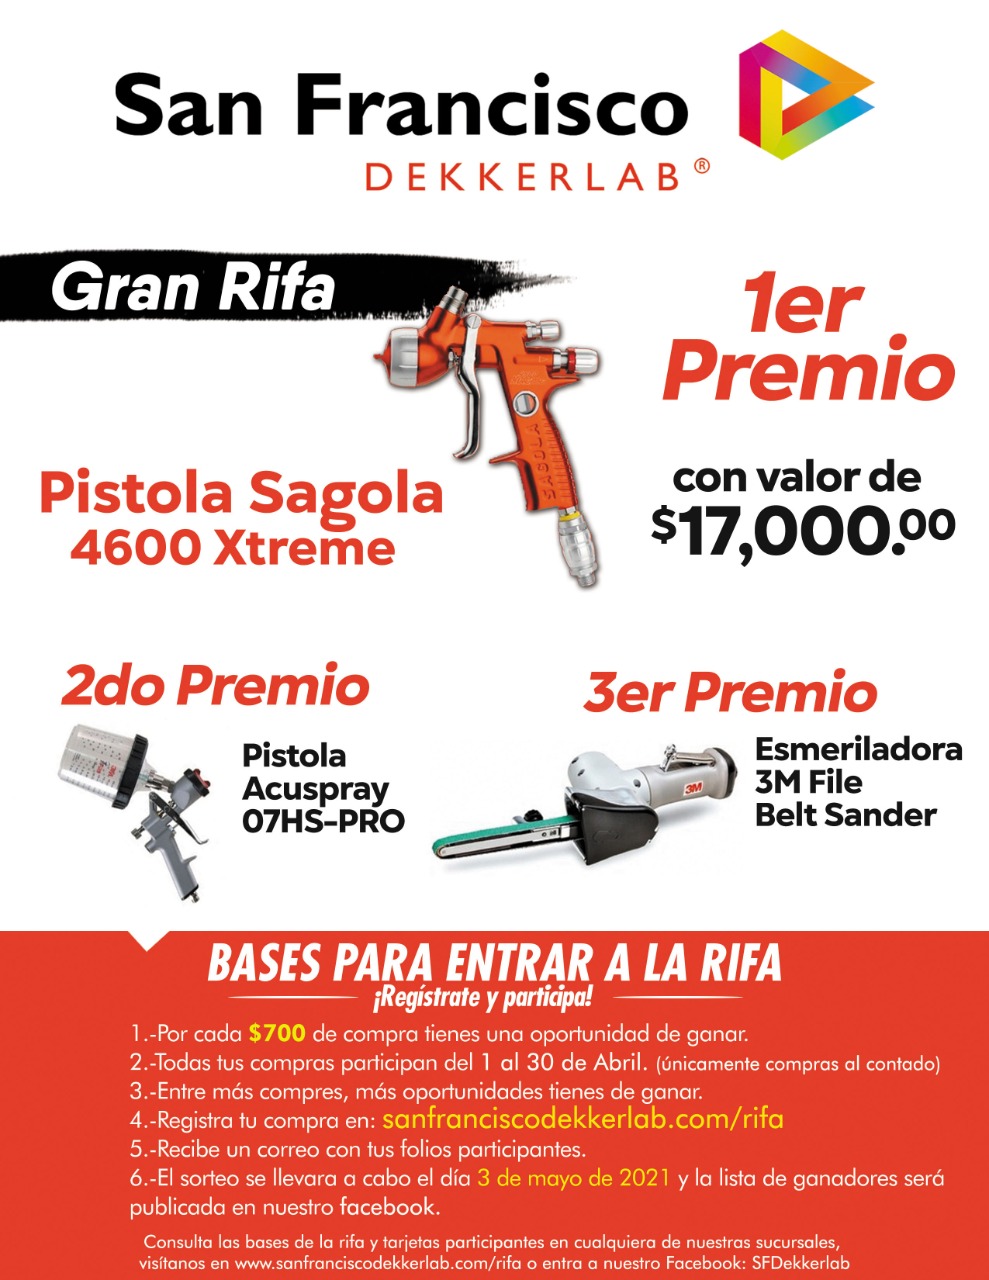 San Francisco
DEKKERLAB®
Gran Rifa
1er
Premio
SAGOLA
Pistola Sagola
4600 Xtreme
con valor de
$17,000.00
2do Premio
3er Premio
Pistola
Acuspray
07HS-PRO
3M
Esmeriladora
3M File
Belt Sander
BASES PARA ENTRAR A LA RIFA
¡Regístrate y participa!
1.-Por cada $700 de compra tienes una oportunidad de ganar.
2.-Todas tus compras participan del 1 al 30 de Abril. (únicamente compras al contado)
3.-Entre más compres, más oportunidades tienes de ganar.
4.-Registra tu compra en: sanfranciscodekkerlab.com/rifa
5.-Recibe un correo con tus folios participantes.
6.-El sorteo se llevara a cabo el día 3 de mayo de 2021 y la lista de ganadores será
publicada en nuestro facebook.
Consulta las bases de la rifa y tarjetas participantes en cualquiera de nuestras sucursales,
visítanos en www.sanfranciscodekkerlab.com/rifa o entra a nuestro Facebook: SFDekkerlab